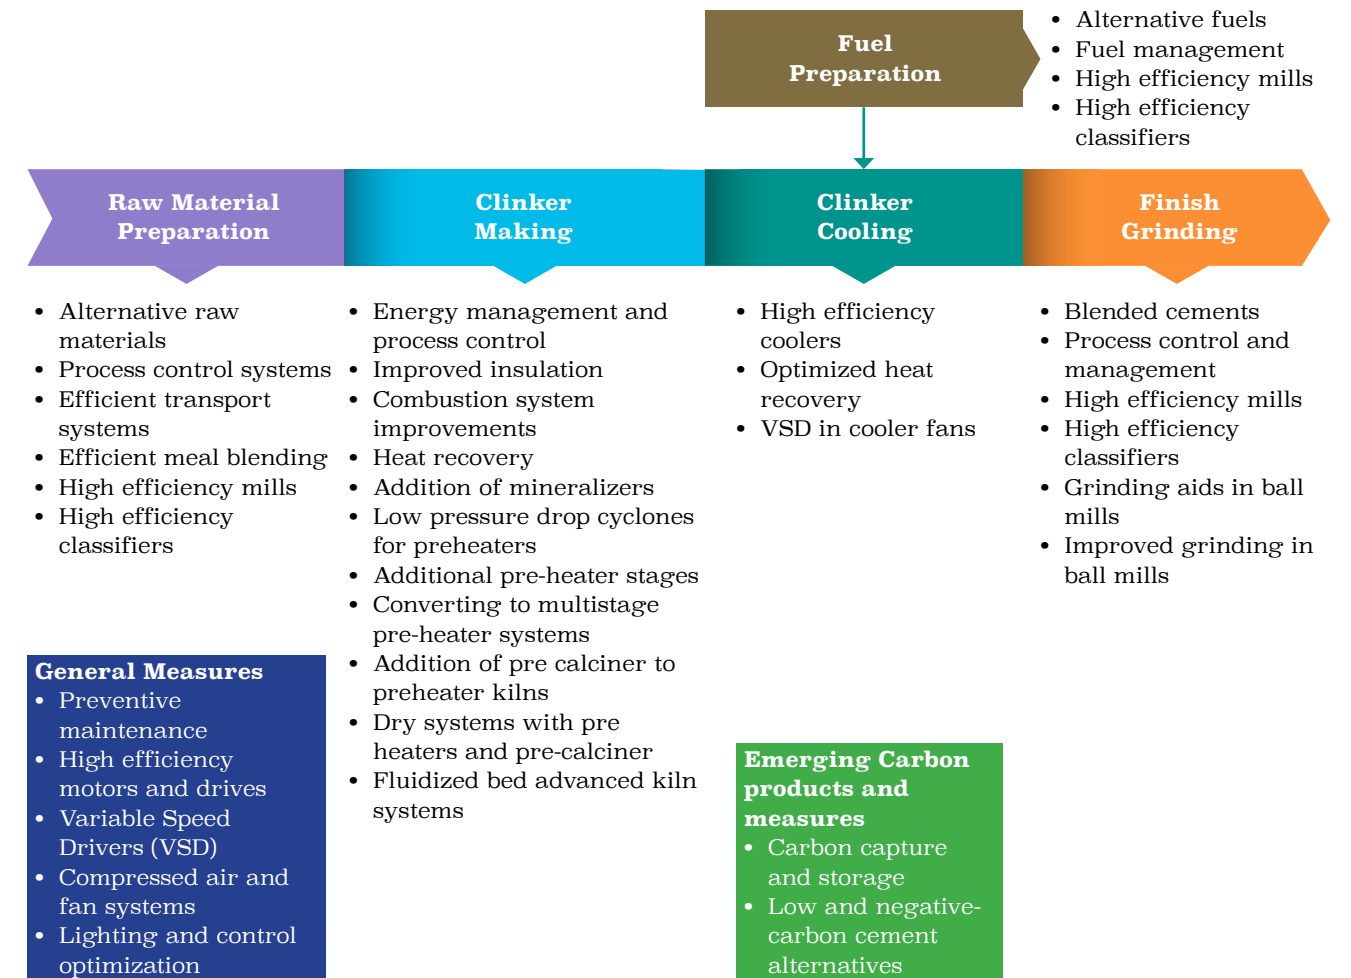 Fuel
Preparation
• Alternative fuels
• Fuel management
• High efficiency mills
• High efficiency
classifiers
Raw Material
Preparation
Clinker
Making
Clinker
Cooling
Finish
Grinding
• Alternative raw
materials
• Process control systems
• Efficient transport
systems
• Efficient meal blending
• High efficiency mills
• High efficiency
classifiers
• Energy management and
process control
• Improved insulation
• Combustion system
improvements
• Heat recovery
• Addition of mineralizers
• Low pressure drop cyclones
for preheaters
• Additional pre-heater stages
• Converting to multistage
pre-heater systems
• Addition of pre calciner to
preheater kilns
• Dry systems with pre
heaters and pre-calciner
• Fluidized bed advanced kiln
systems
• High efficiency
coolers
• Optimized heat
recovery
• VSD in cooler fans
• Blended cements
• Process control and
management
• High efficiency mills
• High efficiency
classifiers
• Grinding aids in ball
mills
• Improved grinding in
ball mills
General Measures
• Preventive
maintenance
• High efficiency
motors and drives
• Variable Speed
Drivers (VSD)
• Compressed air and
fan systems
• Lighting and control
optimization
Emerging Carbon
products and
measures
• Carbon capture
and storage
• Low and negative-
carbon cement
alternatives